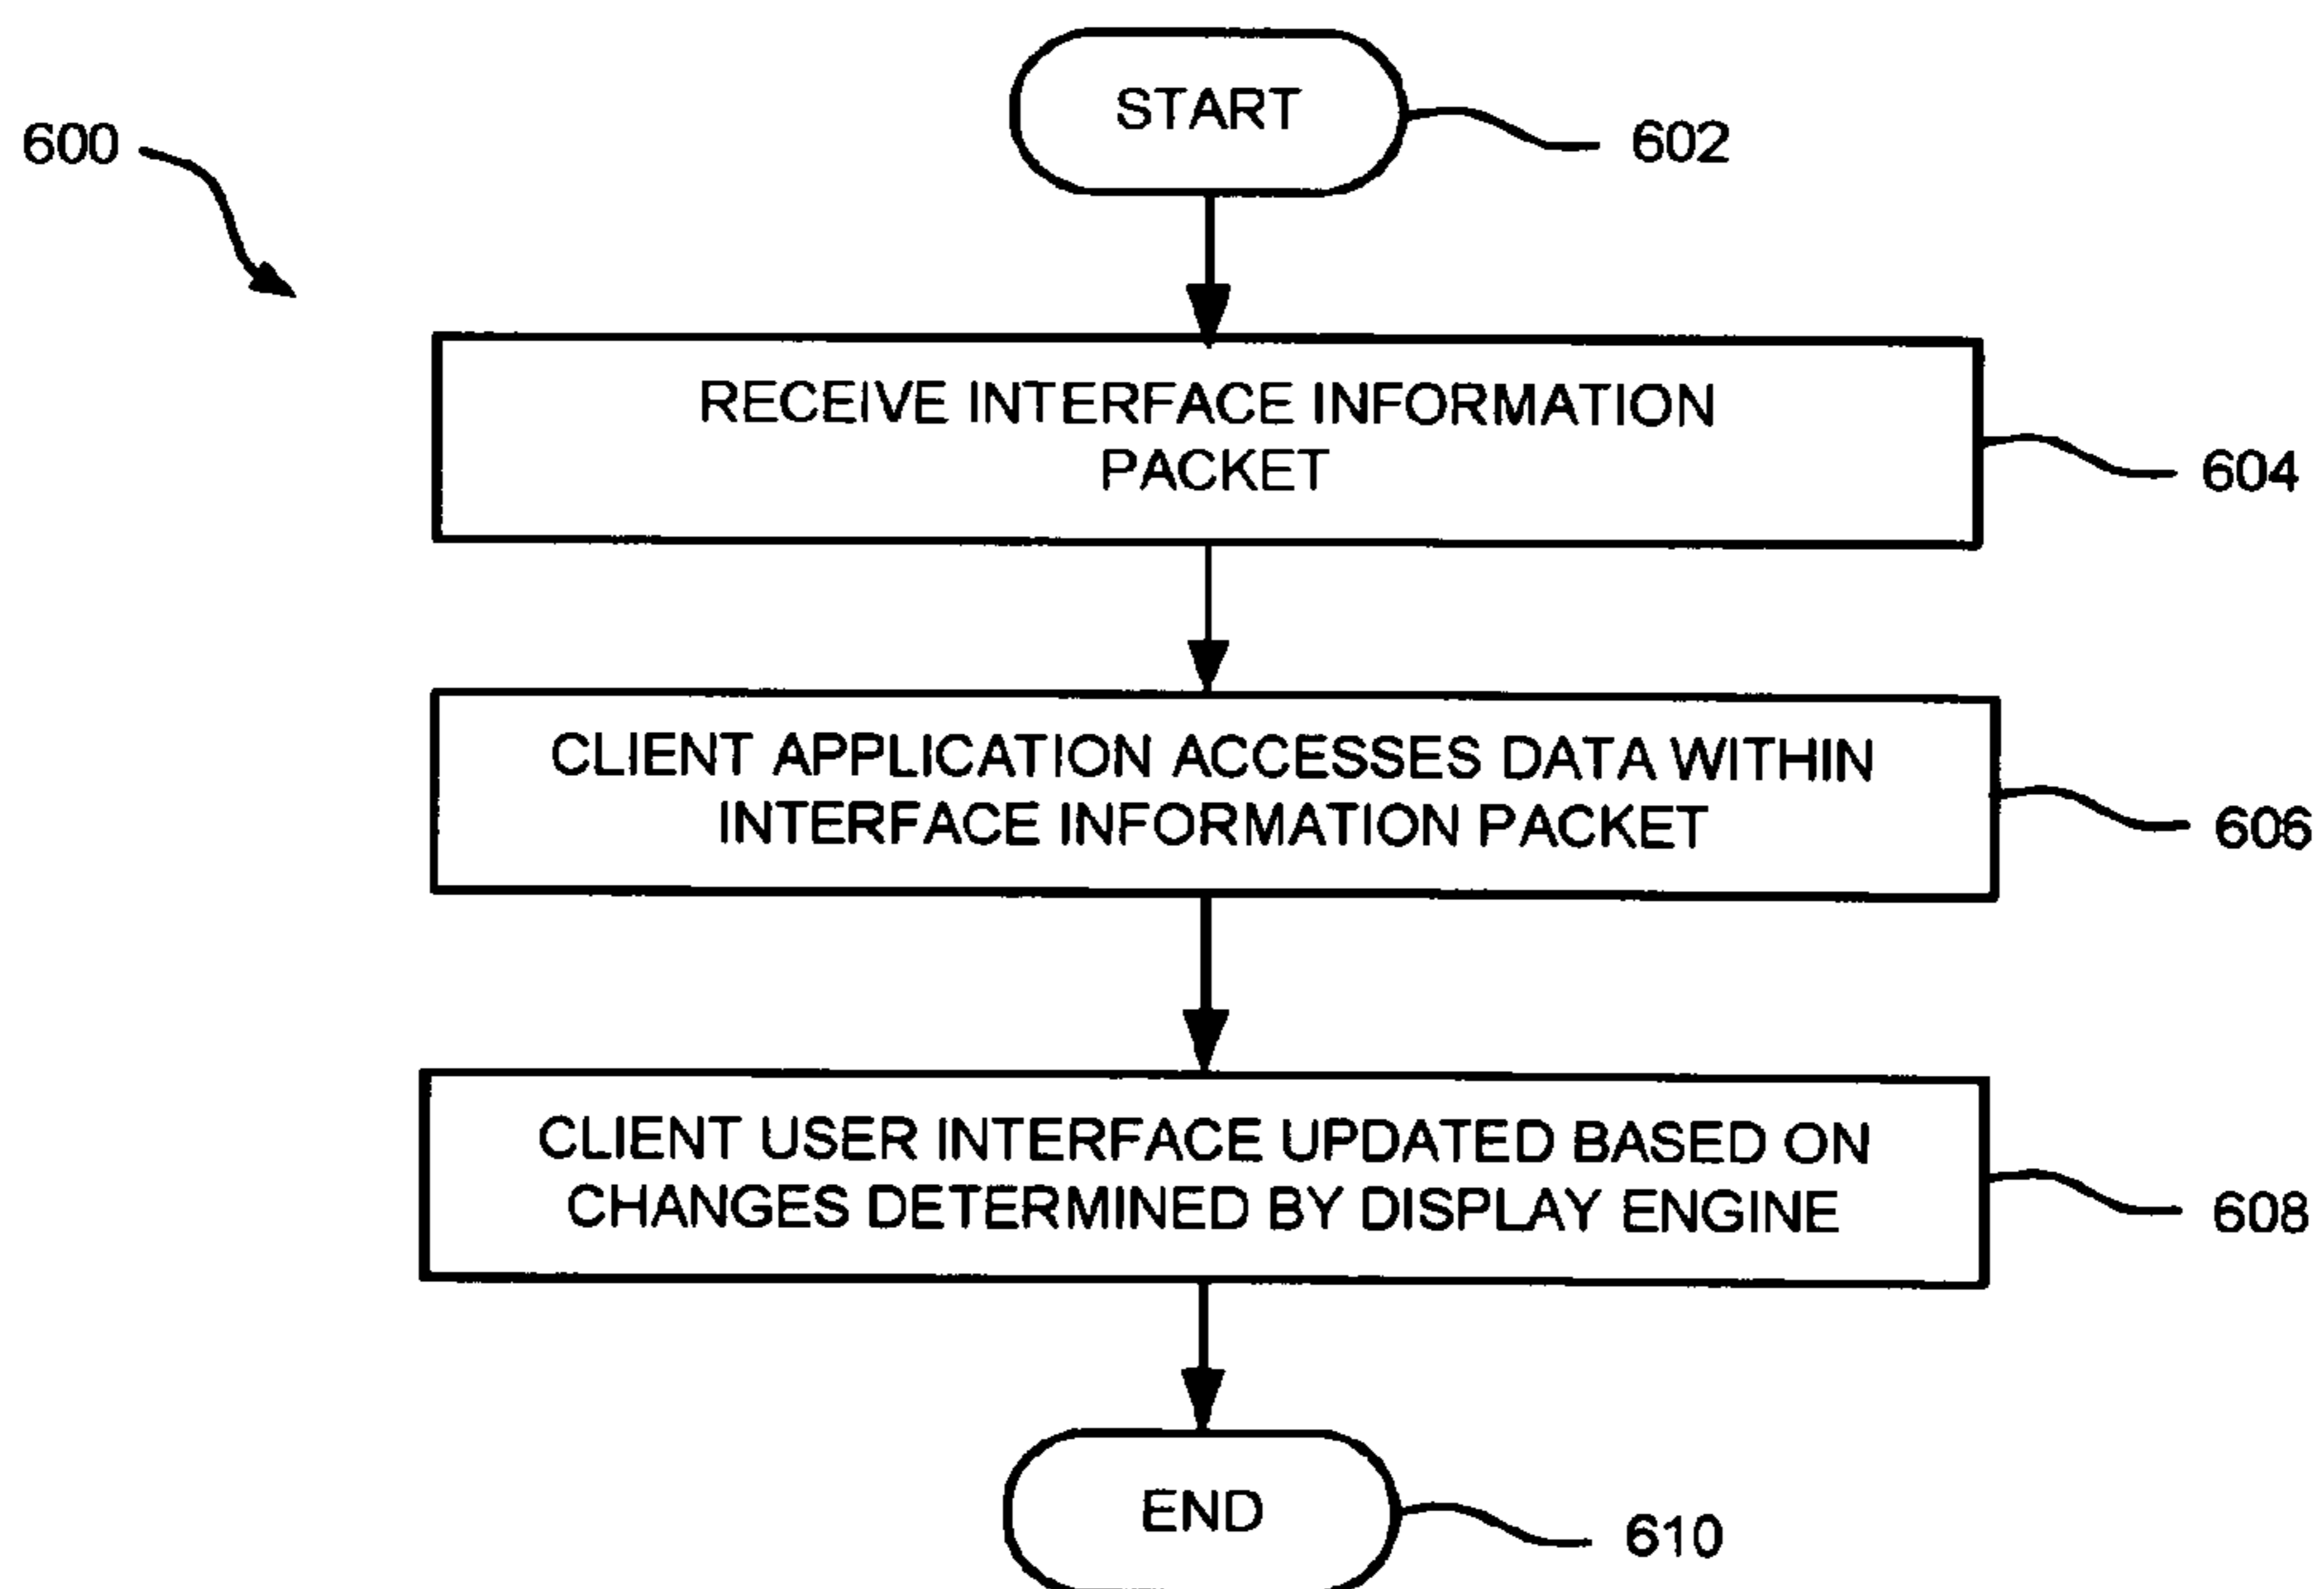 START
602
600
RECEIVE INTERFACE INFORMATION
PACKET
604
CLIENT APPLICATION ACCESSES DATA WITHIN
INTERFACE INFORMATION PACKET
606
CLIENT USER INTERFACE UPDATED BASED ON
CHANGES DETERMINED BY DISPLAY ENGINE
608
END
610